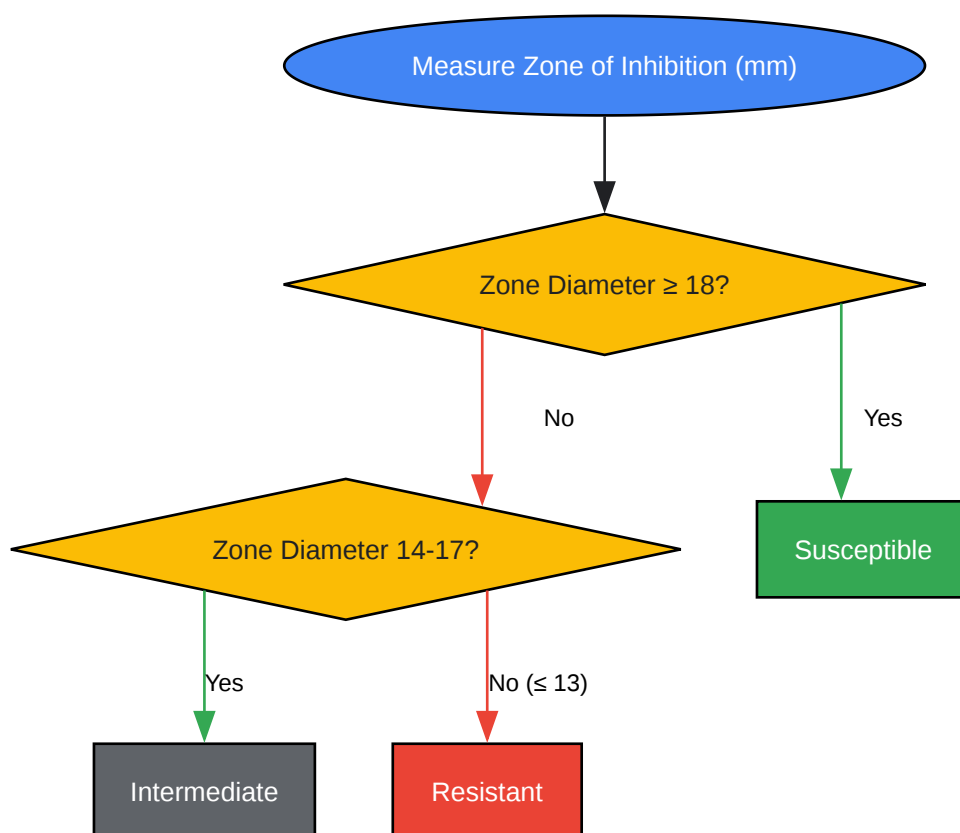 Measure Zone of Inhibition (mm)
Zone Diameter ≥ 18?
No
Yes
Zone Diameter 14-17?
Susceptible
Yes
No (≤ 13)
Intermediate
Resistant